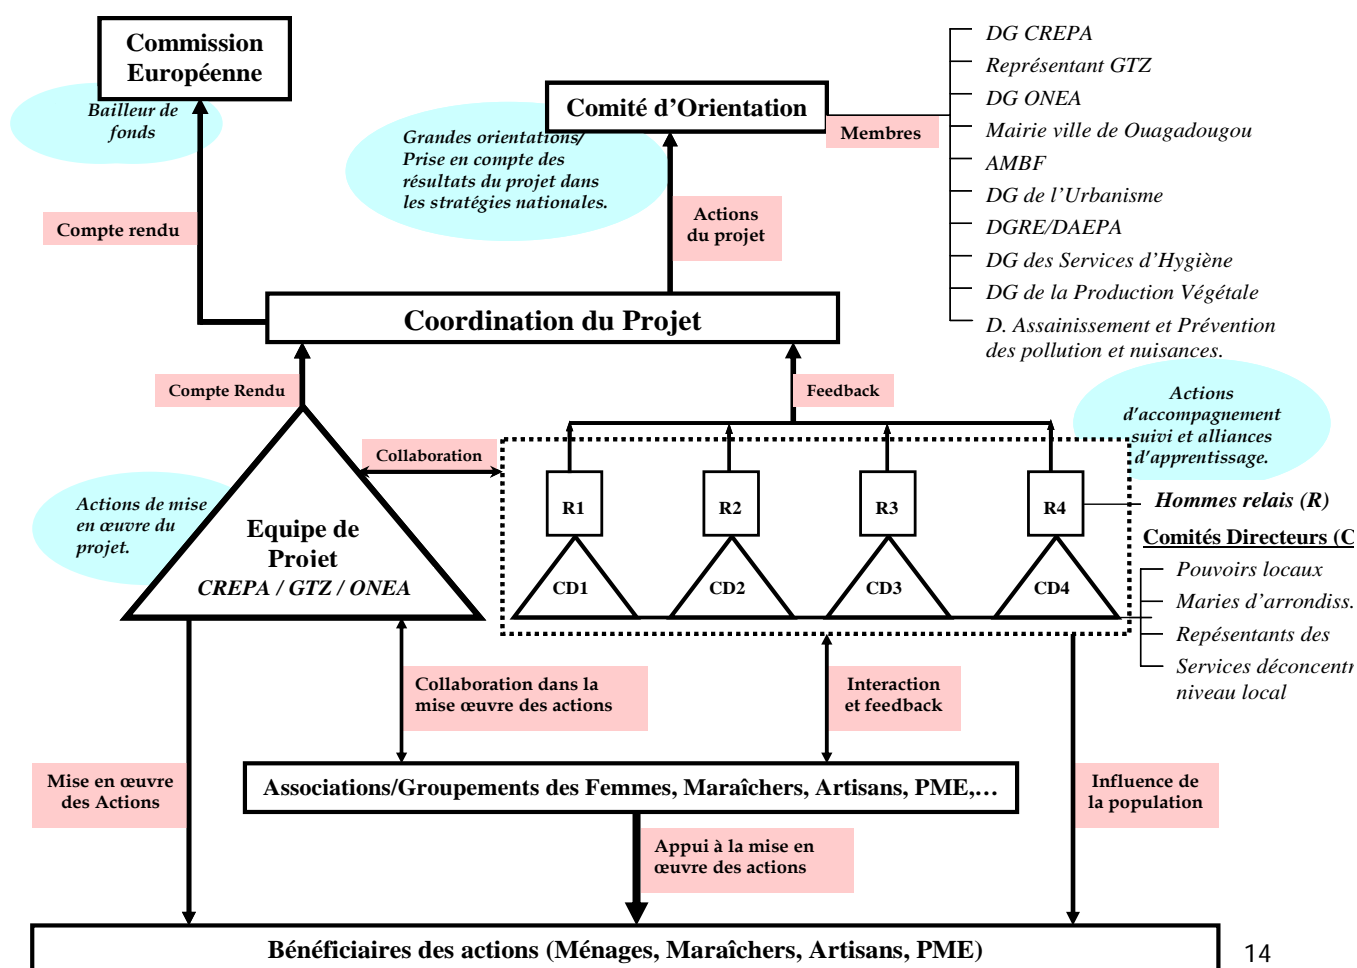 Commission
Européenne
Bailleur de
fonds
Compte rendu
Comité d'Orientation
Grandes orientations/
Prise en compte des
résultats du projet dans
les stratégies nationales.
Actions
du projet
Membres
DG CREPA
Représentant GTZ
DG ONEA
Mairie ville de Ouagadougou
AMBF
DG de l'Urbanisme
DGRE/DAEPA
DG des Services d'Hygiène
DG de la Production Végétale
D. Assainissement et Prévention
des pollution et nuisances.
Coordination du Projet
Compte Rendu
Feedback
Actions
d'accompagnement
suivi et alliances
d'apprentissage.
Collaboration
Actions de mise
en œuvre du
projet.
Equipe de
Projet
CREPA / GTZ / ONEA
R1
R2
R3
R4
CD1
CD2
CD3
CD4
Hommes relais (R)
Comités Directeurs (C
Pouvoirs locaux
Maries d'arrondiss.
Repésentants des
Services déconcentr
niveau local
Collaboration dans la
mise œuvre des actions
Interaction
et feedback
Mise en œuvre
des Actions
Associations/Groupements des Femmes, Maraîchers, Artisans, PME,…
Influence de
la population
Appui à la mise en
œuvre des actions
Bénéficiaires des actions (Ménages, Maraîchers, Artisans, PME)
14